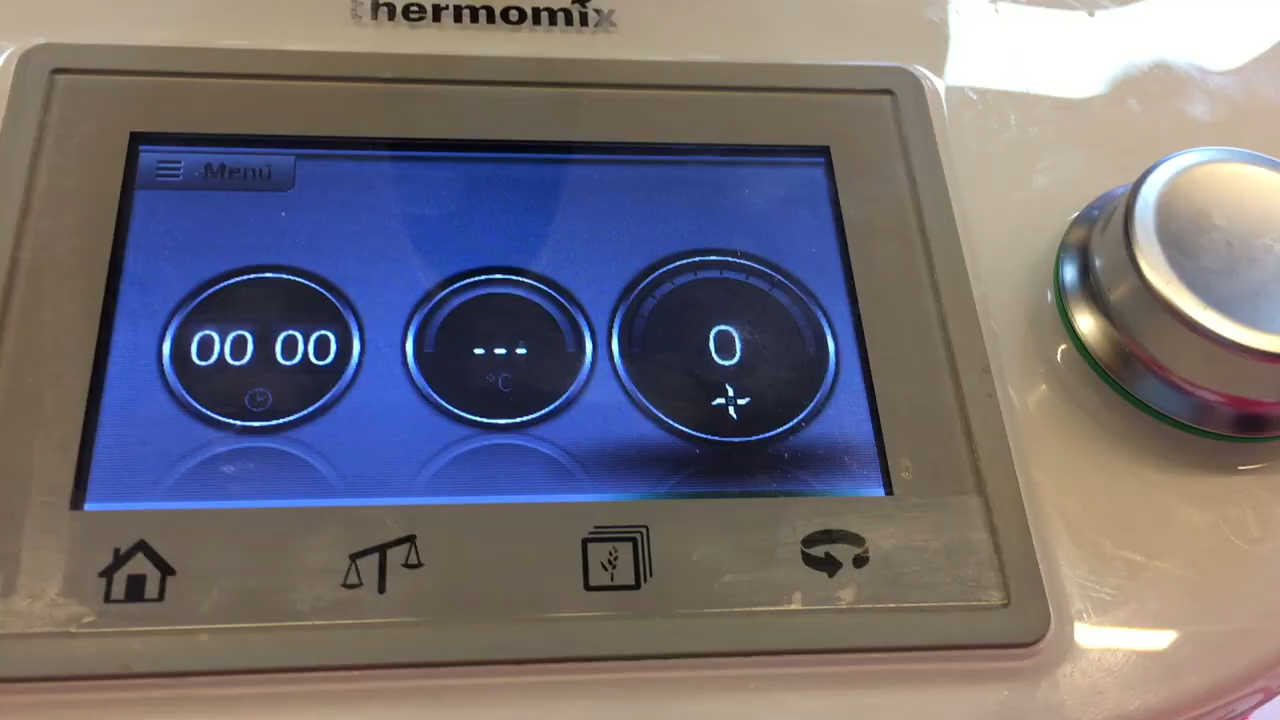 thermomix
Menü
00 00
---
°C
0